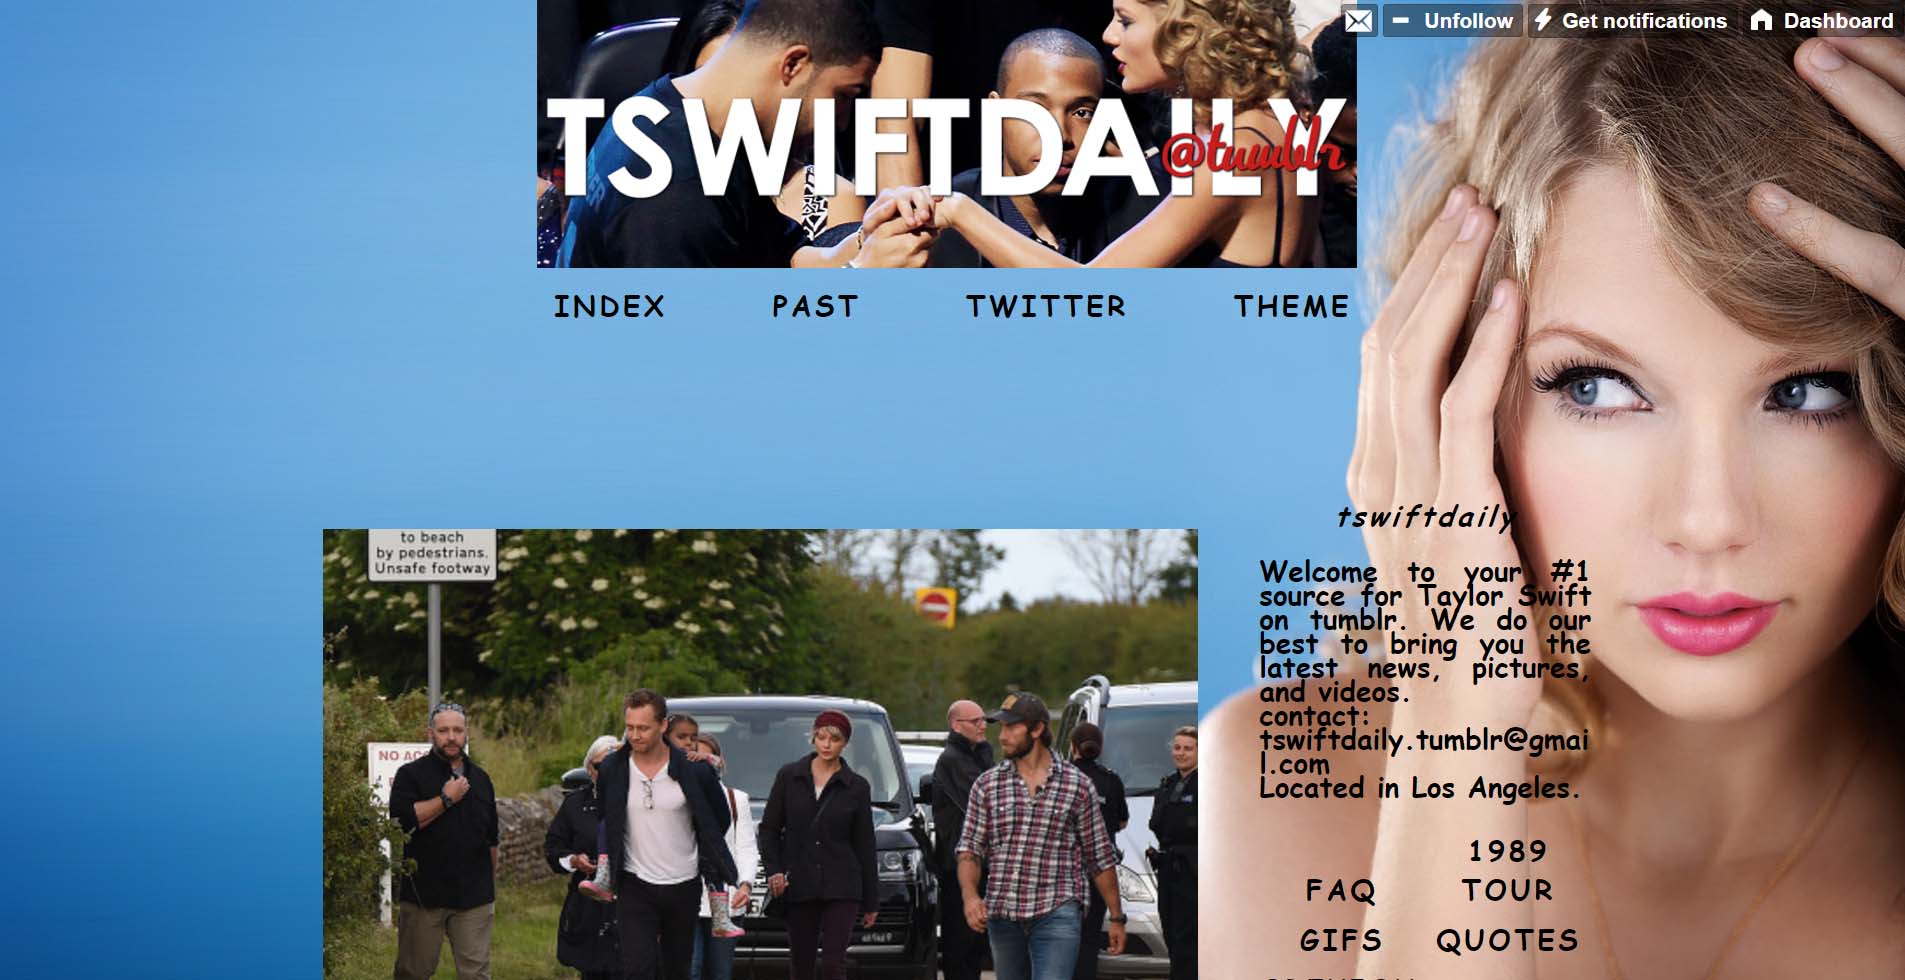 Unfollow
Get notifications
Dashboard
TSWIFTDAILY
@tumblr
INDEX
PAST
TWITTER
THEME
to beach
by pedestrians.
Unsafe footway
NO
tswiftdaily
Welcome to your #1
source for Taylor Swift
on tumblr. We do our
best to bring you the
latest news, pictures,
and videos.
contact:
tswiftdaily.tumblr@gmai
l.com
Located in Los Angeles.
1989
FAQ TOUR
GIFS QUOTES